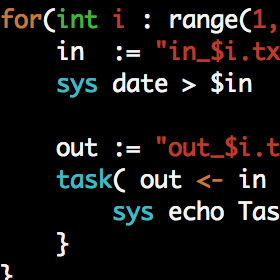 for(int i : range(1,
in := "in_$i.tx
sys date > $in
out := "out_$i.t
task( out <- in
sys echo Tas
}
}